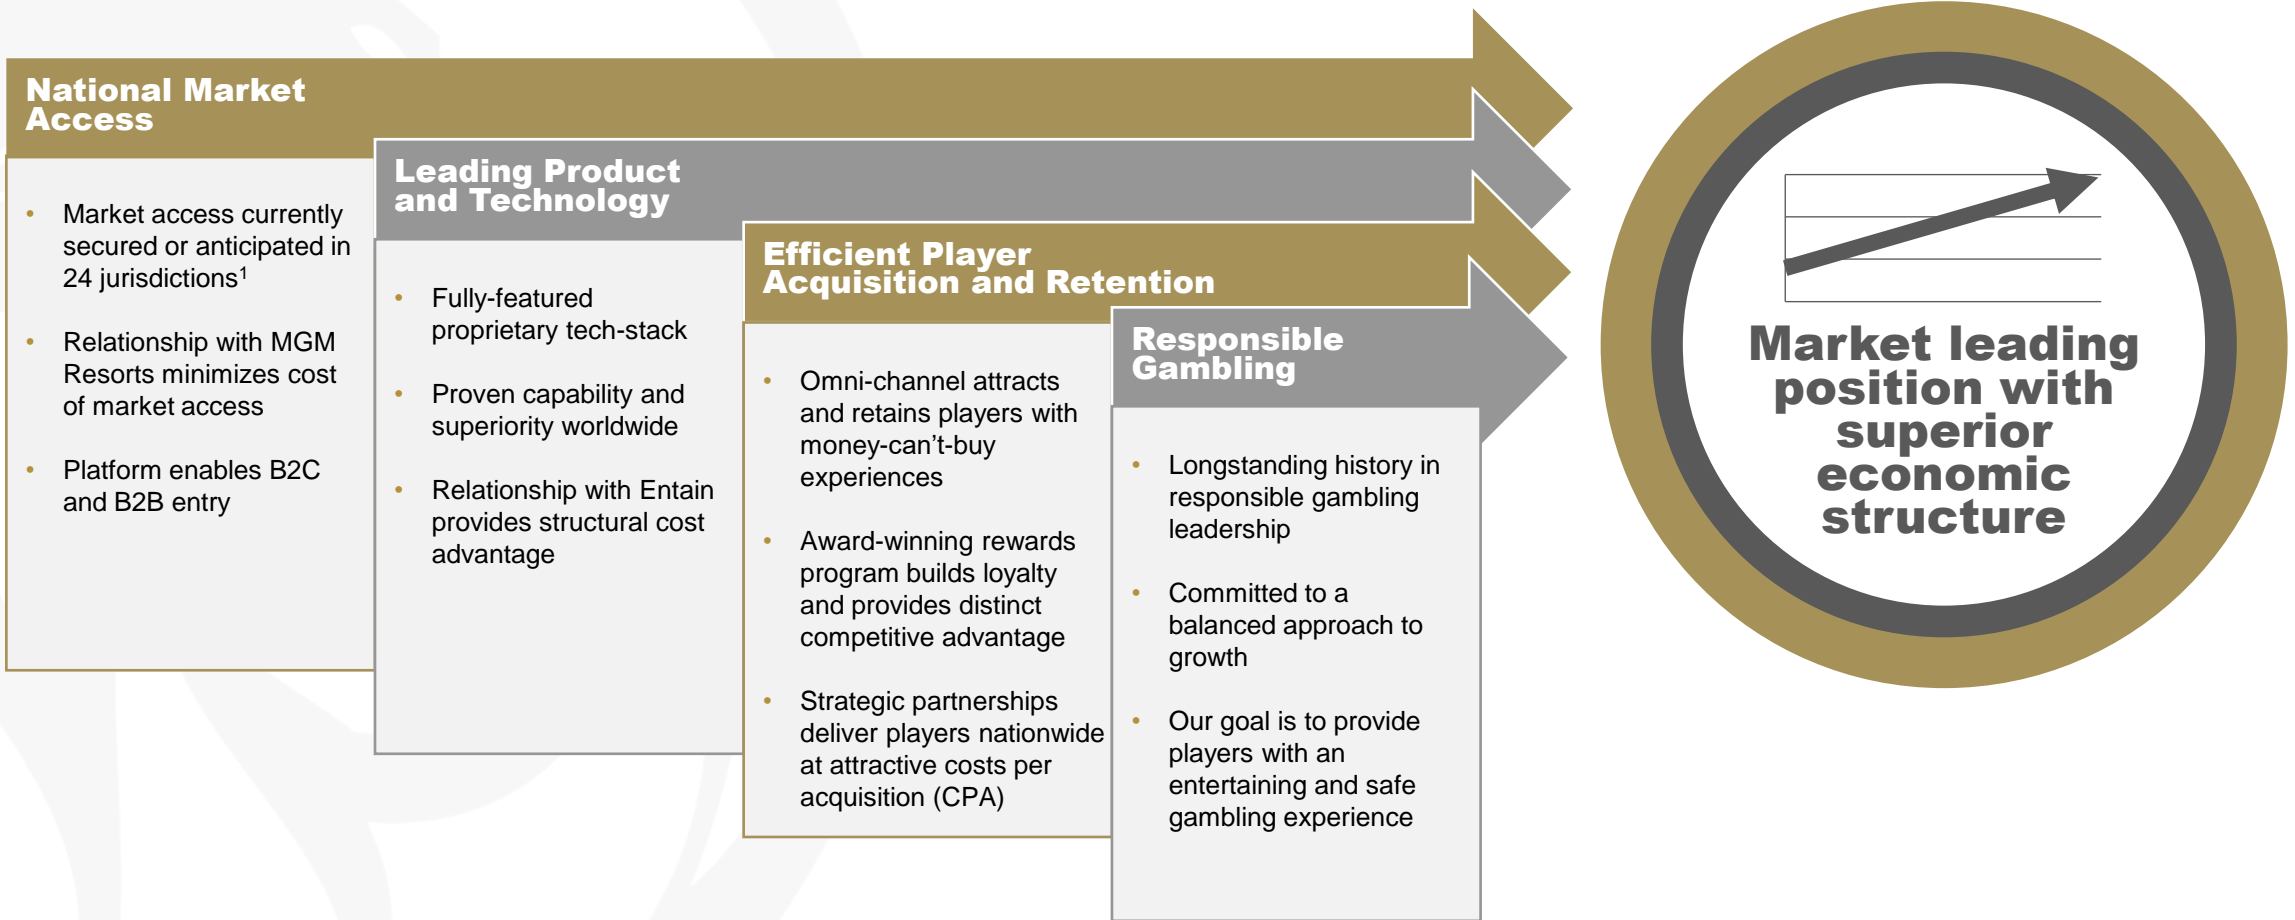 National Market
Access
• Market access currently
secured or anticipated in
24 jurisdictions¹
• Relationship with MGM
Resorts minimizes cost
of market access
• Platform enables B2C
and B2B entry
Leading Product
and Technology
• Fully-featured
proprietary tech-stack
• Proven capability and
superiority worldwide
• Relationship with Entain
provides structural cost
advantage
Efficient Player
Acquisition and Retention
• Omni-channel attracts
and retains players with
money-can’t-buy
experiences
• Award-winning rewards
program builds loyalty
and provides distinct
competitive advantage
• Strategic partnerships
deliver players nationwide
at attractive costs per
acquisition (CPA)
Responsible
Gambling
• Longstanding history in
responsible gambling
leadership
• Committed to a
balanced approach to
growth
• Our goal is to provide
players with an
entertaining and safe
gambling experience
Market leading
position with
superior
economic
structure